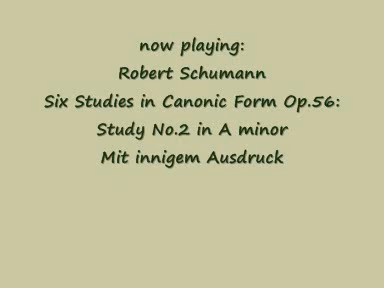 now playing:
Robert Schumann
Six Studies in Canonic Form Op.56:
Study No.2 in A minor
Mit innigem Ausdruck